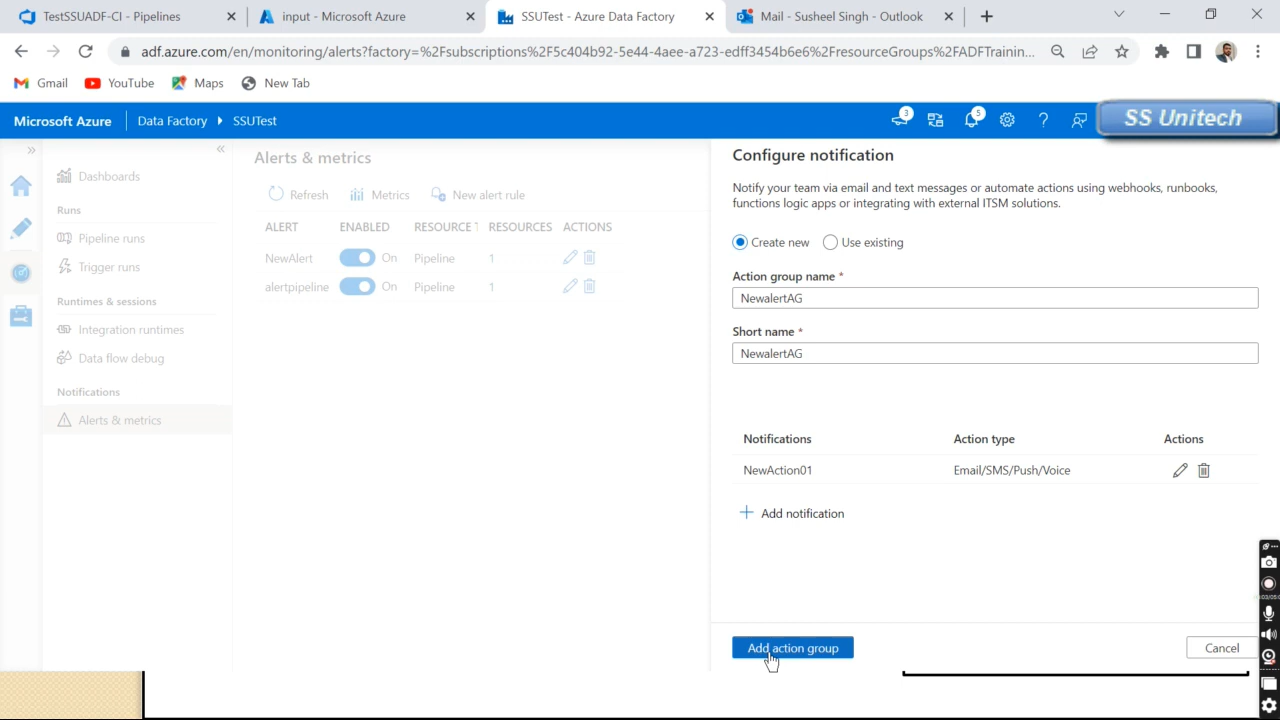 TestSSUADF-CI - Pipelines
input - Microsoft Azure
SSUTest - Azure Data Factory
Mail - Susheel Singh - Outlook
adf.azure.com/en/monitoring/alerts?factory=%2Fsubscriptions%2F5c404b92-5e44-4aee-a723-edff3454b6e6%2FresourceGroups%2FADFTrainin...
Gmail YouTube Maps New Tab
Microsoft Azure Data Factory SSUTest 3 5 SS Unitech
Alerts & metrics
Dashboards
Runs
Pipeline runs
Trigger runs
Runtimes & sessions
Integration runtimes
Data flow debug
Notifications
Alerts & metrics
Refresh Metrics New alert rule
ALERT ENABLED RESOURCE T RESOURCES ACTIONS
NewAlert On Pipeline 1
alertpipeline On Pipeline 1
Configure notification
Notify your team via email and text messages or automate actions using webhooks, runbooks,
functions logic apps or integrating with external ITSM solutions.
Create new Use existing
Action group name *
NewalertAG
Short name *
NewalertAG
Notifications Action type Actions
NewAction01 Email/SMS/Push/Voice
Add notification
Add action group Cancel